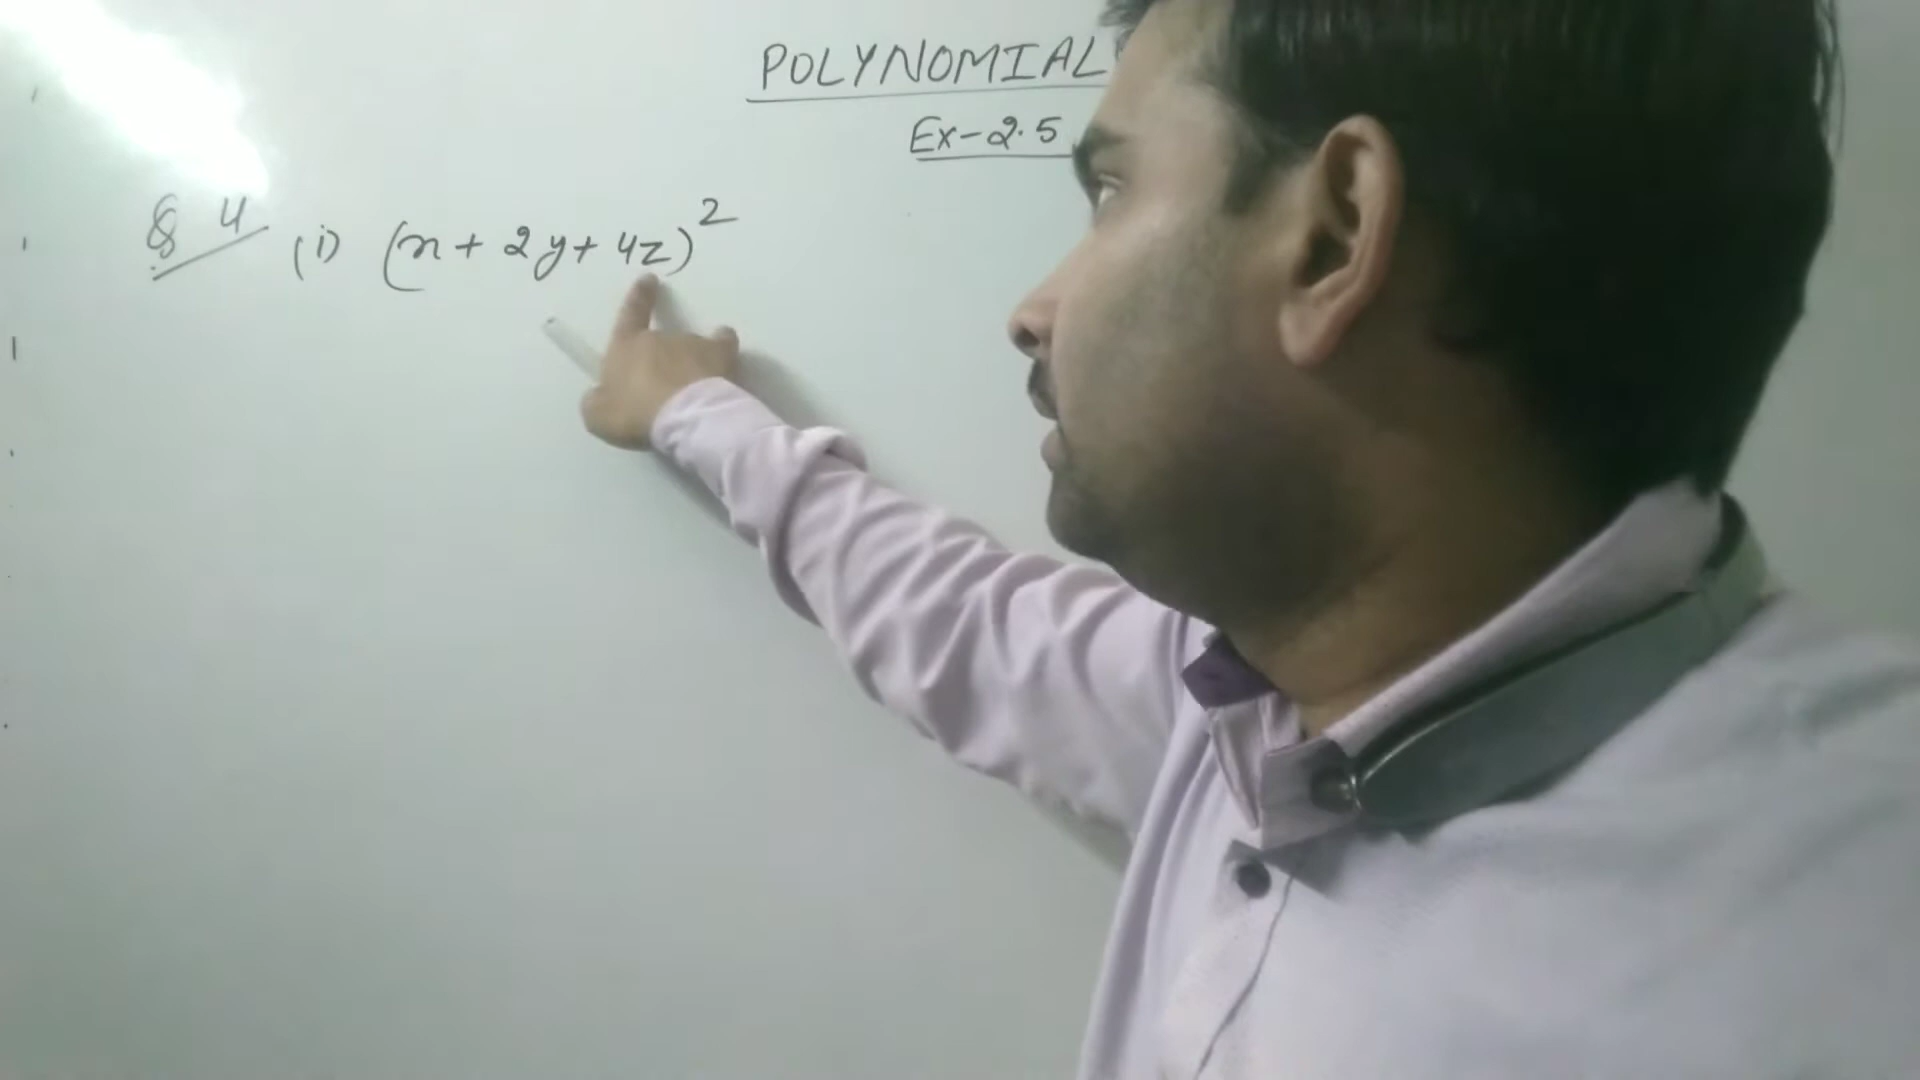 POLYNOMIAL
Ex-2.5
Q 4 (i) (x + 2y + 4z)²